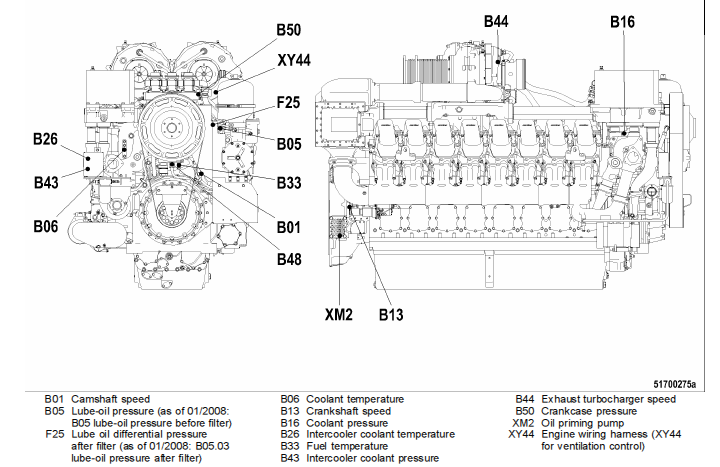 B50
B44
B16
XY44
F25
B26
B05
B43
B33
B06
B01
B48
XM2
B13
51700275a
B01 Camshaft speed
B05 Lube-oil pressure (as of 01/2008:
B05 lube-oil pressure before filter)
F25 Lube oil differential pressure
after filter (as of 01/2008: B05.03
lube-oil pressure after filter)
B06 Coolant temperature
B13 Crankshaft speed
B16 Coolant pressure
B26 Intercooler coolant temperature
B33 Fuel temperature
B43 Intercooler coolant pressure
B44 Exhaust turbocharger speed
B50 Crankcase pressure
XM2 Oil priming pump
XY44 Engine wiring harness (XY44
for ventilation control)